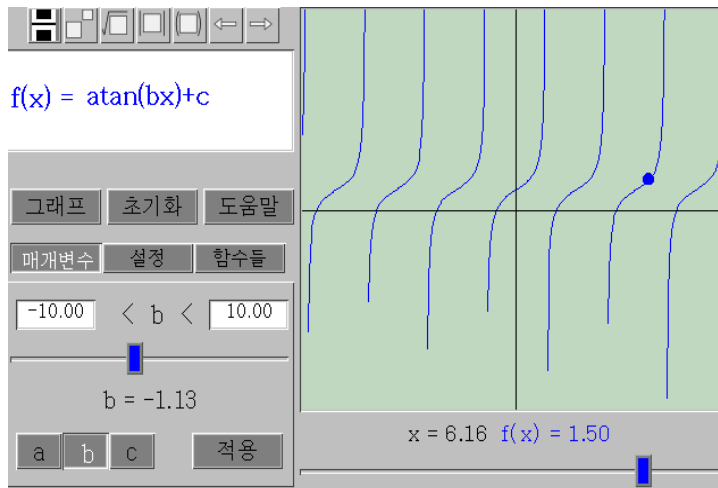 f(x) = atan(bx)+c
그래프 초기화 도움말
매개변수 설정 함수들
-10.00 < b < 10.00
b = -1.13
a b c 적용
x = 6.16 f(x) = 1.50